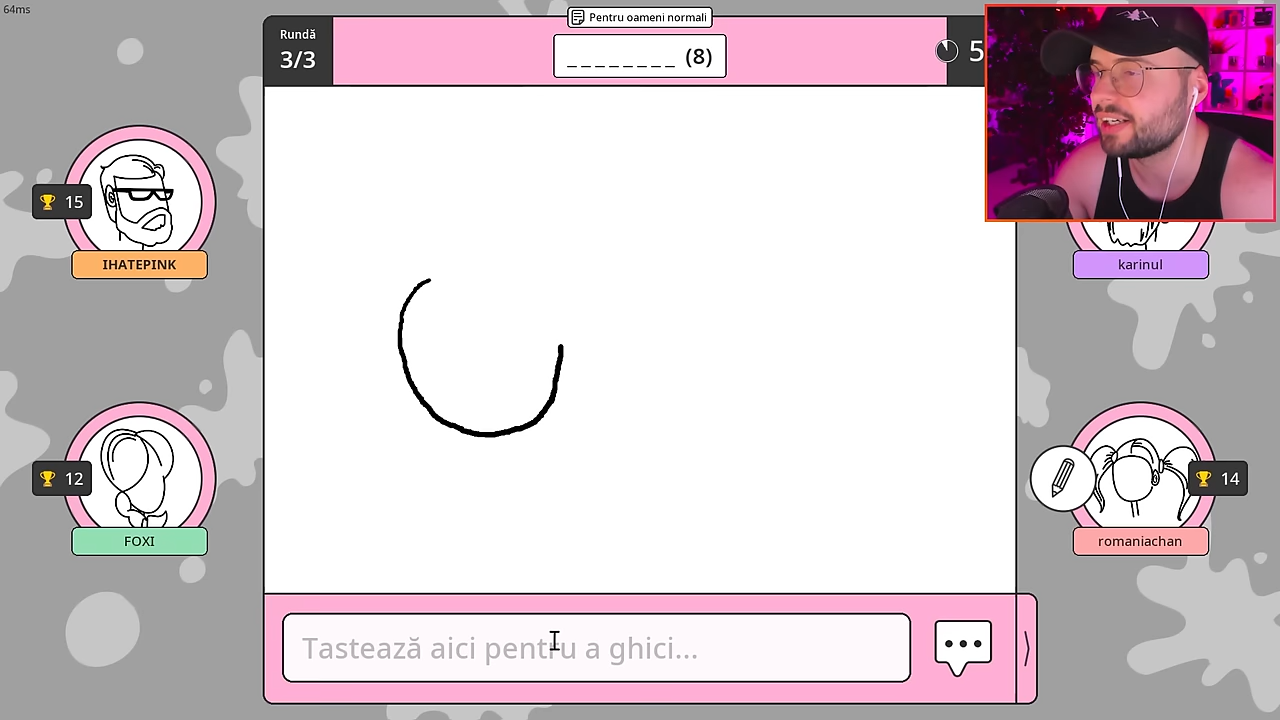 64ms
Pentru oameni normali
Rundă
3/3
_ _ _ _ _ _ _ _ (8)
5
15
IHATEPINK
karinul
12
FOXI
14
romaniachan
Tastează aici pentru a ghici...